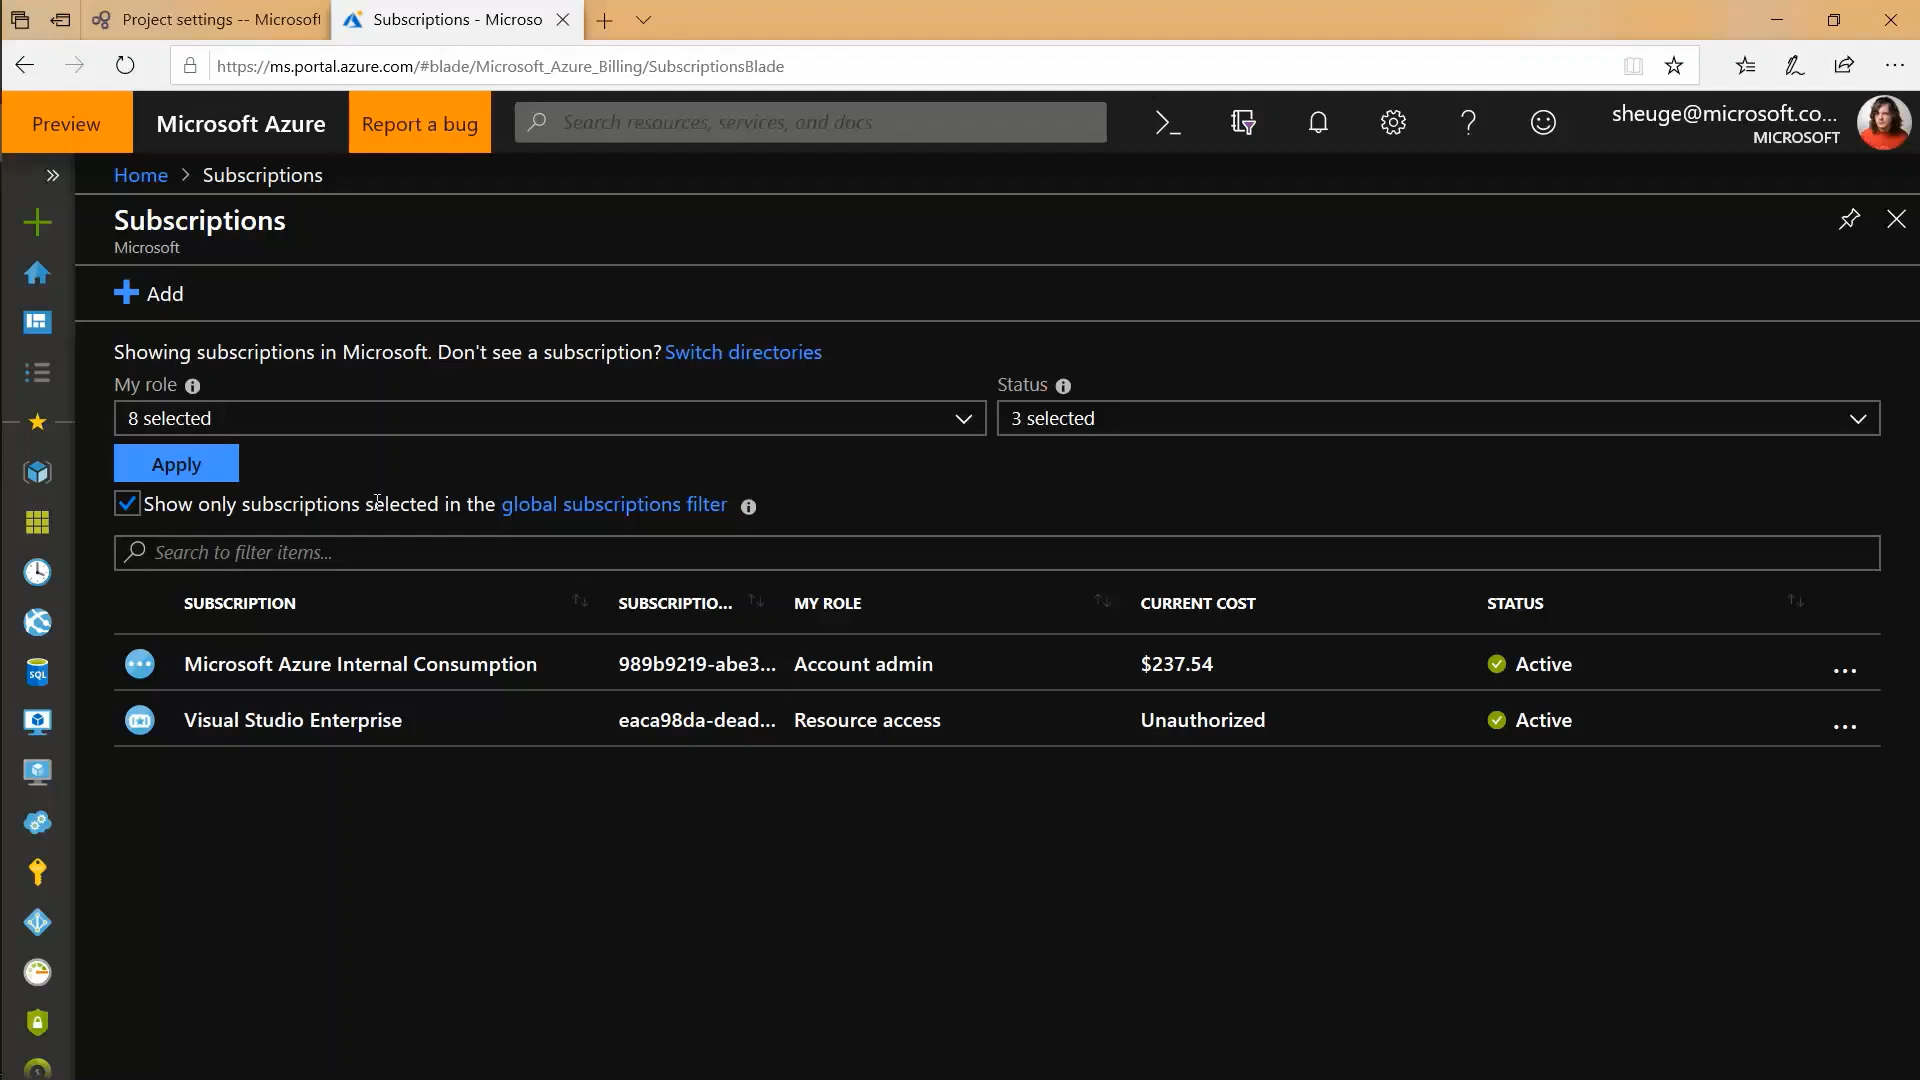 Project settings -- Microsoft
Subscriptions - Microso
https://ms.portal.azure.com/#blade/Microsoft_Azure_Billing/SubscriptionsBlade
Preview
Microsoft Azure
Report a bug
Search resources, services, and docs
sheuge@microsoft.co...
MICROSOFT
Home > Subscriptions
Subscriptions
Microsoft
Add
Showing subscriptions in Microsoft. Don't see a subscription? Switch directories
My role
Status
8 selected
3 selected
Apply
Show only subscriptions selected in the global subscriptions filter
Search to filter items...
SUBSCRIPTION SUBSCRIPTIO... MY ROLE CURRENT COST STATUS
Microsoft Azure Internal Consumption 989b9219-abe3... Account admin $237.54 Active ...
Visual Studio Enterprise eaca98da-dead... Resource access Unauthorized Active ...
SQL